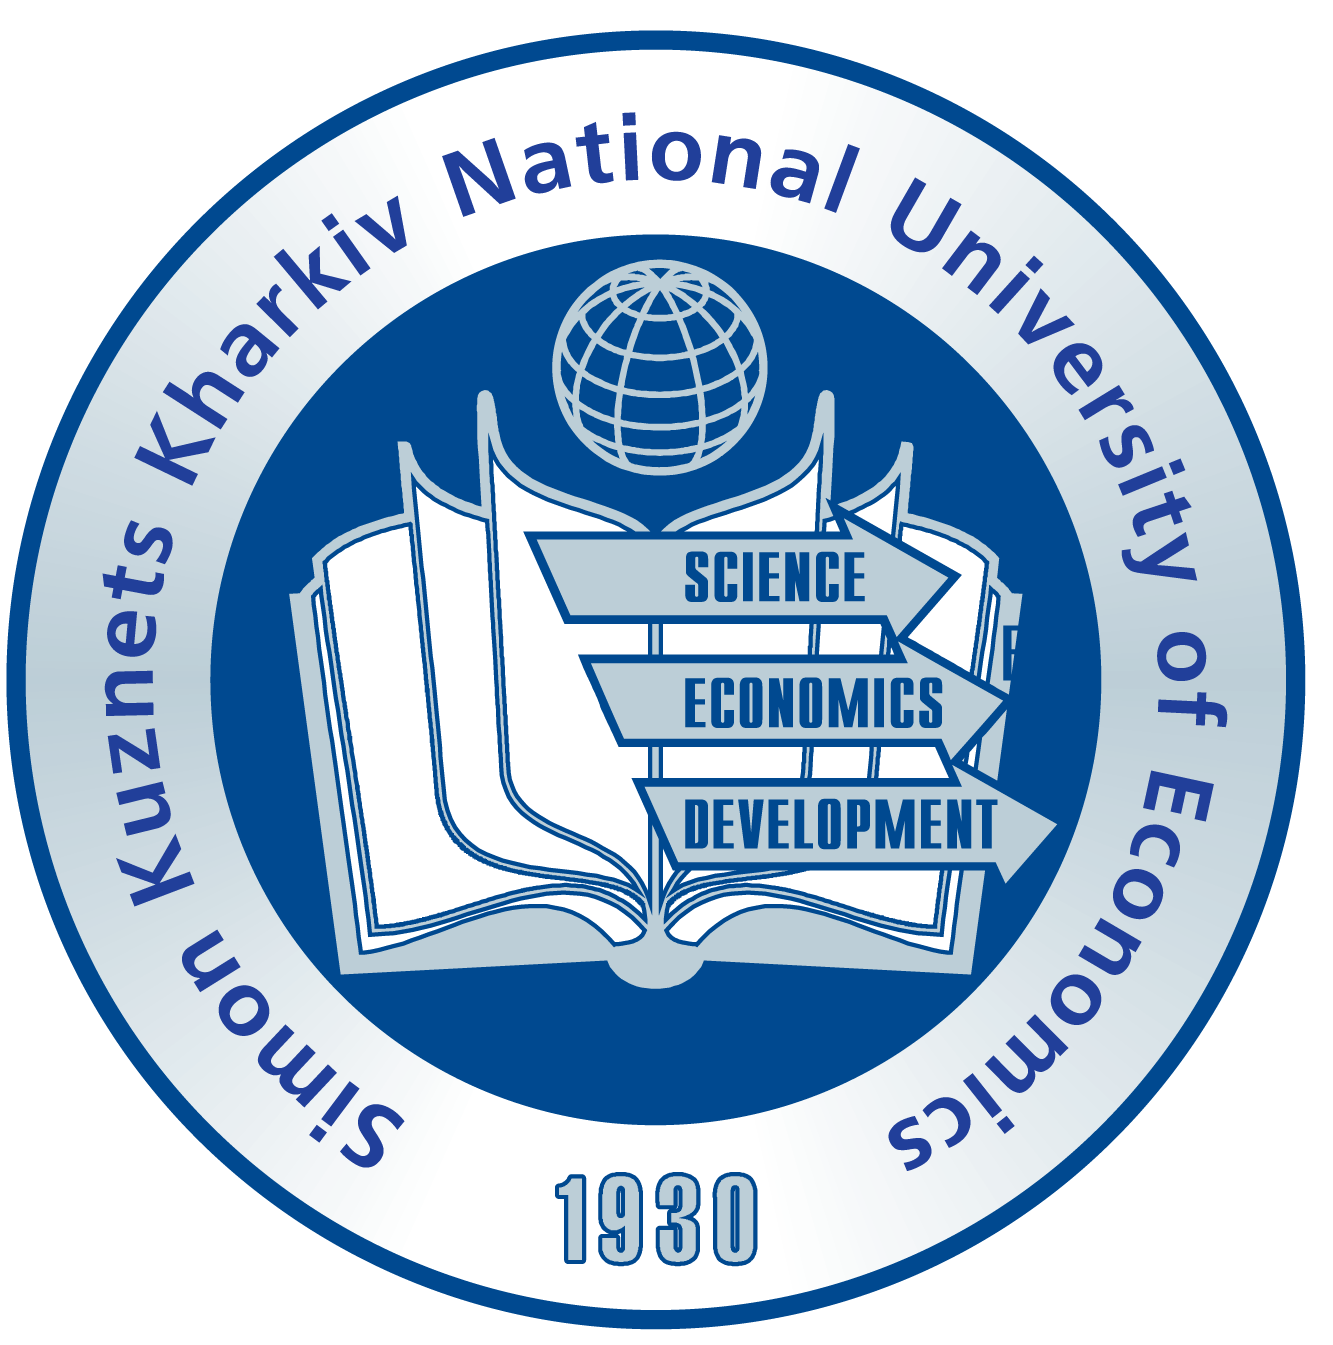 Simon Kuznets Kharkiv National University of Economics
SCIENCE
E
ECONOMICS
DEVELOPMENT
1930